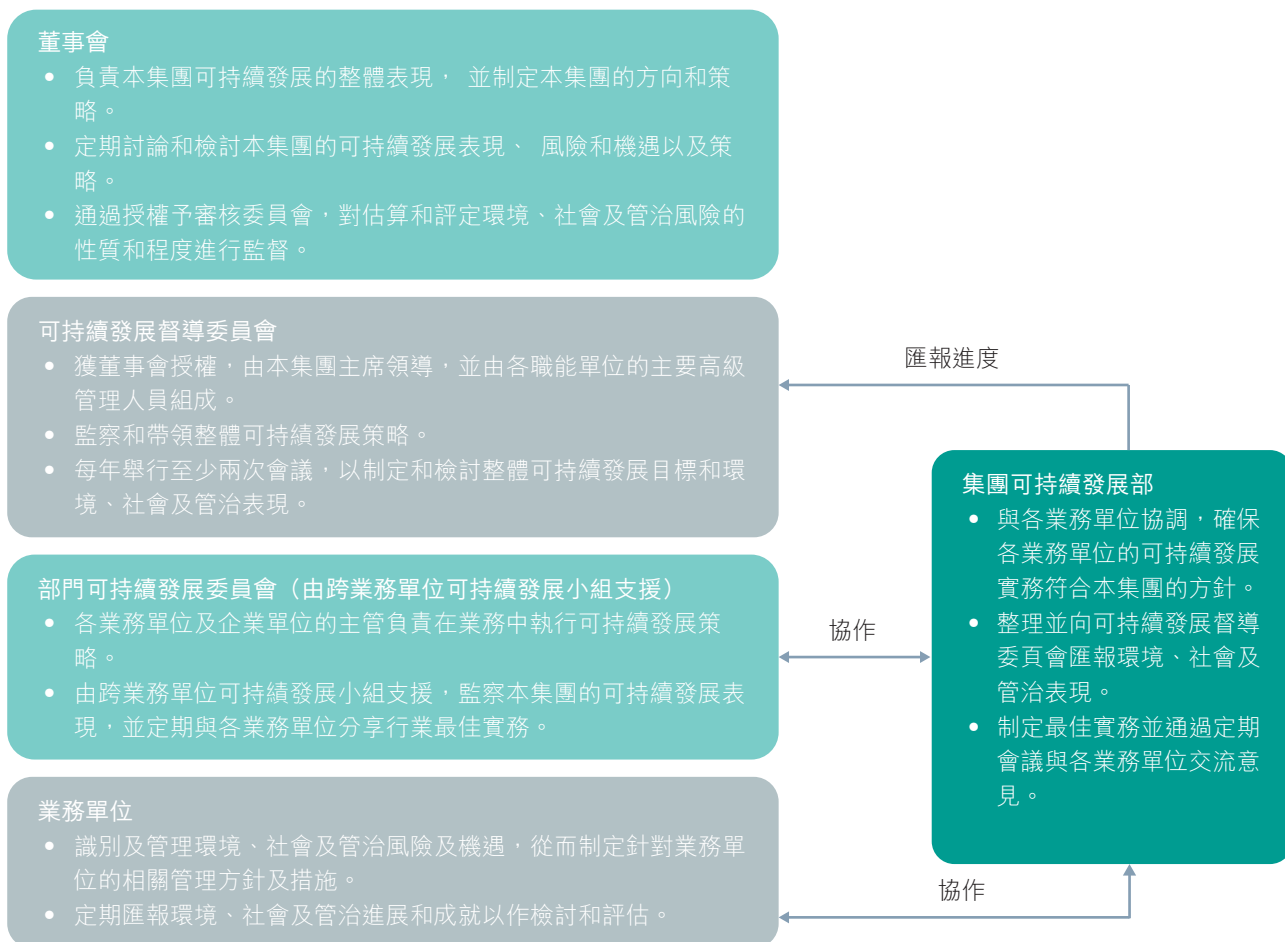 董事會
• 負責本集團可持續發展的整體表現， 並制定本集團的方向和策
略。
• 定期討論和檢討本集團的可持續發展表現、 風險和機遇以及策
略。
• 通過授權予審核委員會，對估算和評定環境、社會及管治風險的
性質和程度進行監督。
可持續發展督導委員會
• 獲董事會授權，由本集團主席領導，並由各職能單位的主要高級
管理人員組成。
• 監察和帶領整體可持續發展策略。
• 每年舉行至少兩次會議，以制定和檢討整體可持續發展目標和環
境、社會及管治表現。
匯報進度
部門可持續發展委員會（由跨業務單位可持續發展小組支援）
• 各業務單位及企業單位的主管負責在業務中執行可持續發展策
略。
• 由跨業務單位可持續發展小組支援，監察本集團的可持續發展表
現，並定期與各業務單位分享行業最佳實務。
協作
業務單位
• 識別及管理環境、社會及管治風險及機遇，從而制定針對業務單
位的相關管理方針及措施。
• 定期匯報環境、社會及管治進展和成就以作檢討和評估。
協作
集團可持續發展部
• 與各業務單位協調，確保
各業務單位的可持續發展
實務符合本集團的方針。
• 整理並向可持續發展督導
委頁會匯報環境、社會及
管治表現。
• 制定最佳實務並通過定期
會議與各業務單位交流意
見。